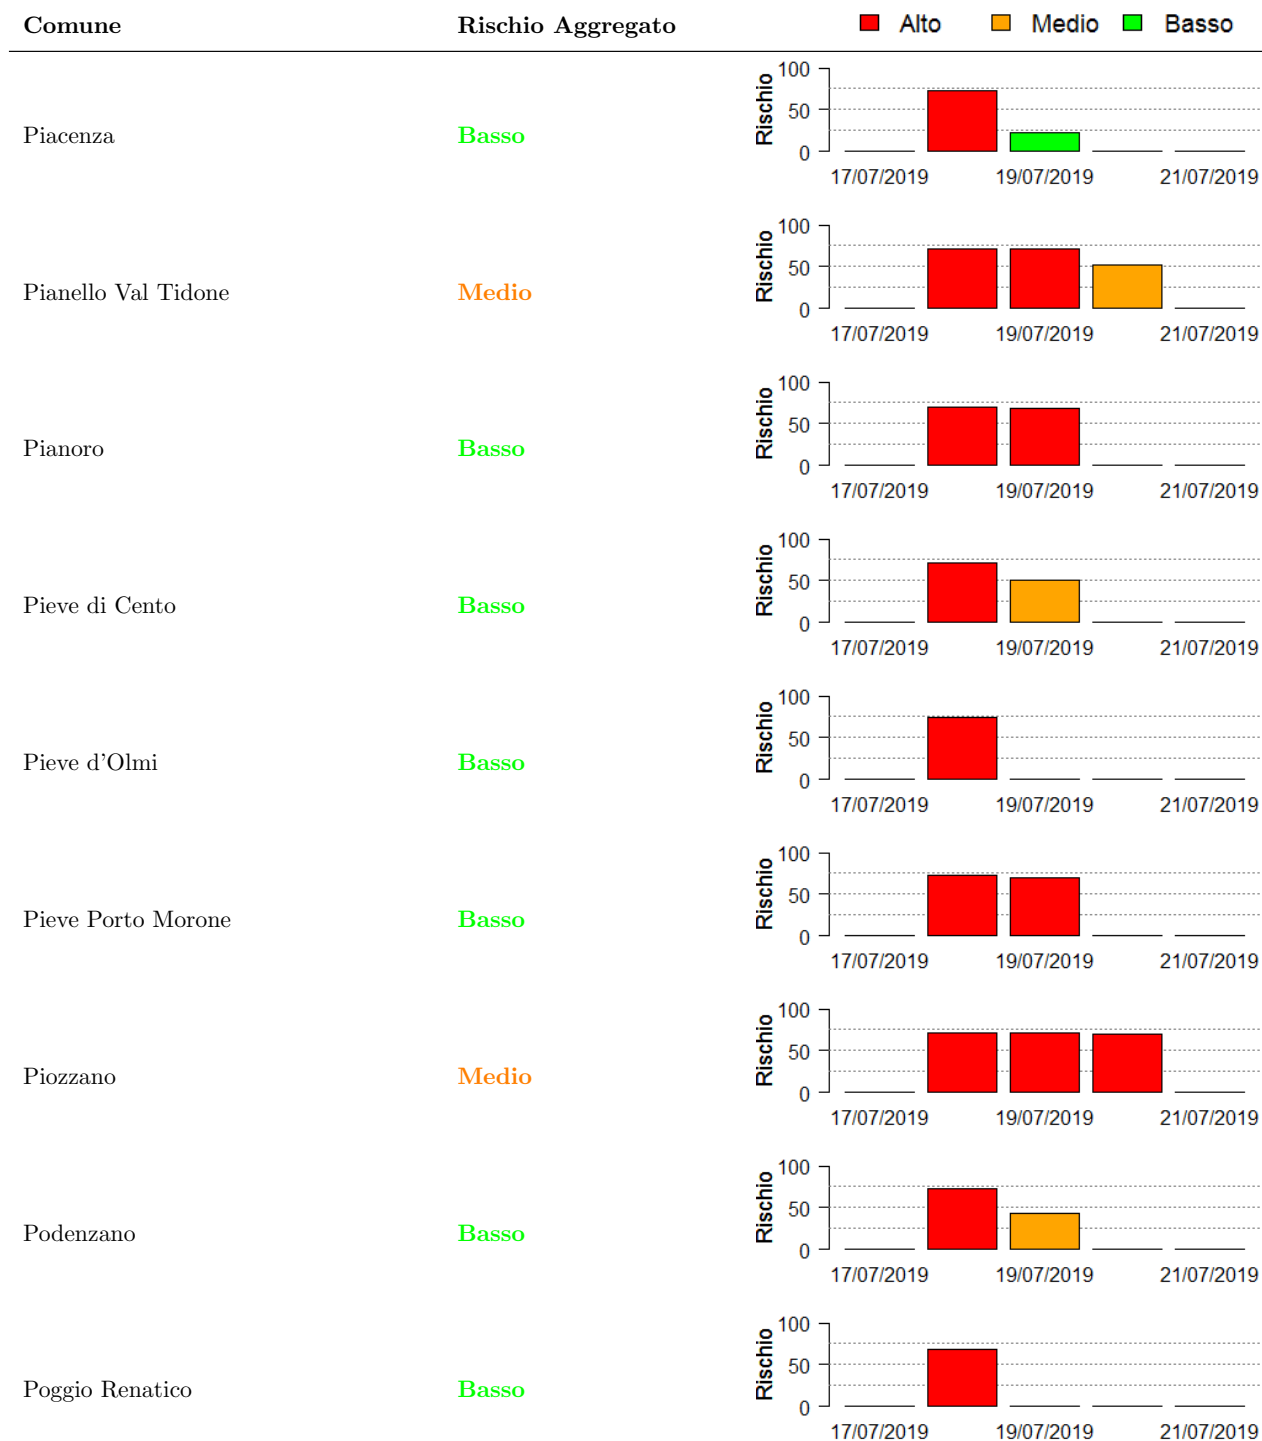 Comune Rischio Aggregato Alto Medio Basso
Piacenza Basso Rischio 100 50 0 17/07/2019 19/07/2019 21/07/2019
Pianello Val Tidone Medio Rischio 100 50 0 17/07/2019 19/07/2019 21/07/2019
Pianoro Basso Rischio 100 50 0 17/07/2019 19/07/2019 21/07/2019
Pieve di Cento Basso Rischio 100 50 0 17/07/2019 19/07/2019 21/07/2019
Pieve d'Olmi Basso Rischio 100 50 0 17/07/2019 19/07/2019 21/07/2019
Pieve Porto Morone Basso Rischio 100 50 0 17/07/2019 19/07/2019 21/07/2019
Piozzano Medio Rischio 100 50 0 17/07/2019 19/07/2019 21/07/2019
Podenzano Basso Rischio 100 50 0 17/07/2019 19/07/2019 21/07/2019
Poggio Renatico Basso Rischio 100 50 0 17/07/2019 19/07/2019 21/07/2019